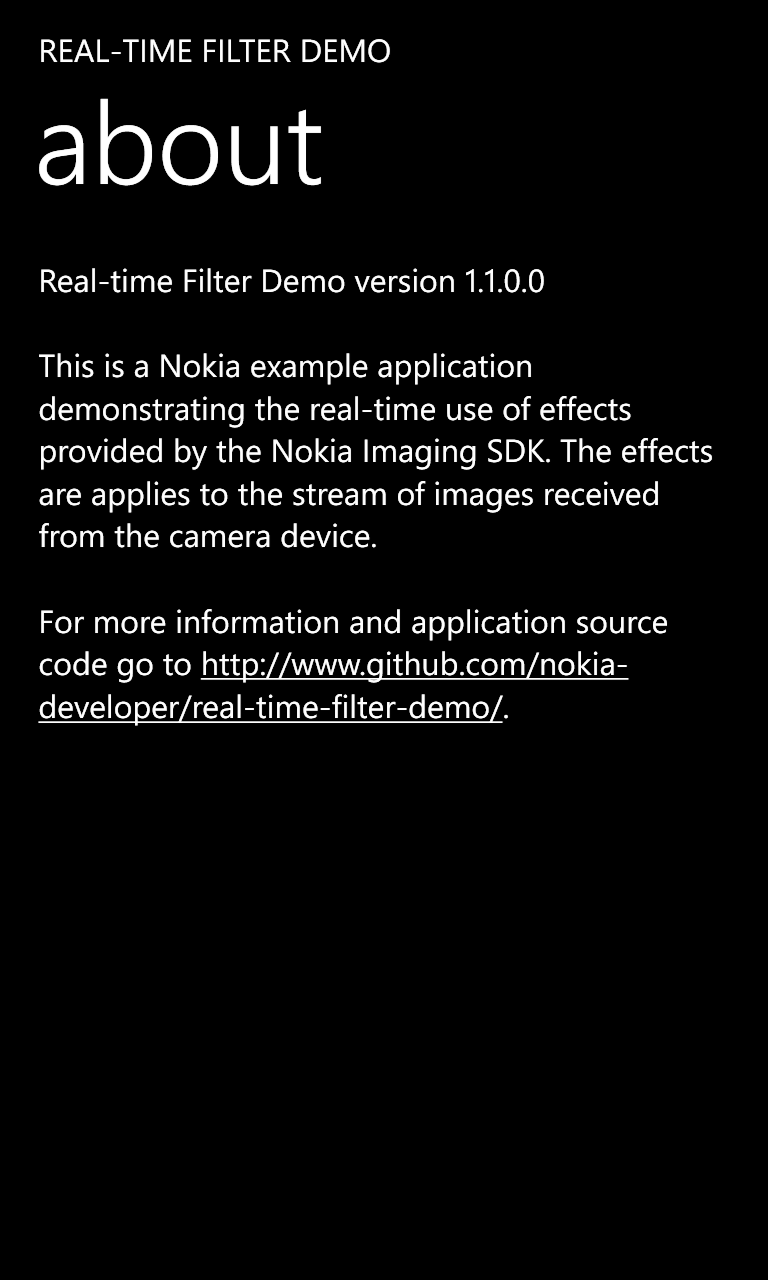 REAL-TIME FILTER DEMO
about
Real-time Filter Demo version 1.1.0.0
This is a Nokia example application
demonstrating the real-time use of effects
provided by the Nokia Imaging SDK. The effects
are applies to the stream of images received
from the camera device.
For more information and application source
code go to http://www.github.com/nokia-
developer/real-time-filter-demo/.